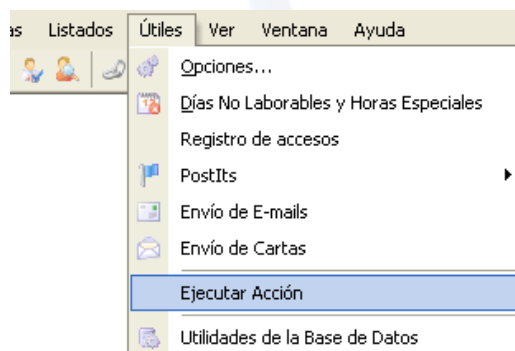 as Listados Útiles Ver Ventana Ayuda
Opciones...
Días No Laborables y Horas Especiales
Registro de accesos
PostIts
Envío de E-mails
Envío de Cartas
Ejecutar Acción
Utilidades de la Base de Datos